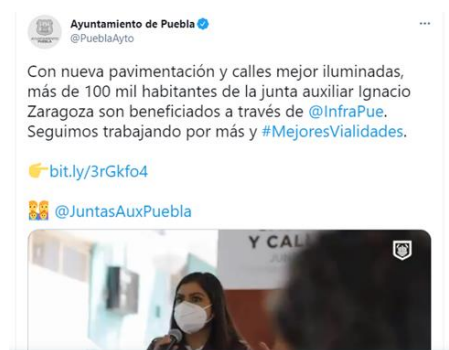 Ayuntamiento de Puebla
@PueblaAyto
Con nueva pavimentación y calles mejor iluminadas,
más de 100 mil habitantes de la junta auxiliar Ignacio
Zaragoza son beneficiados a través de @InfraPue.
Seguimos trabajando por más y #MejoresVialidades.
👉bit.ly/3rGkfo4
@JuntasAuxPuebla
Y CALL